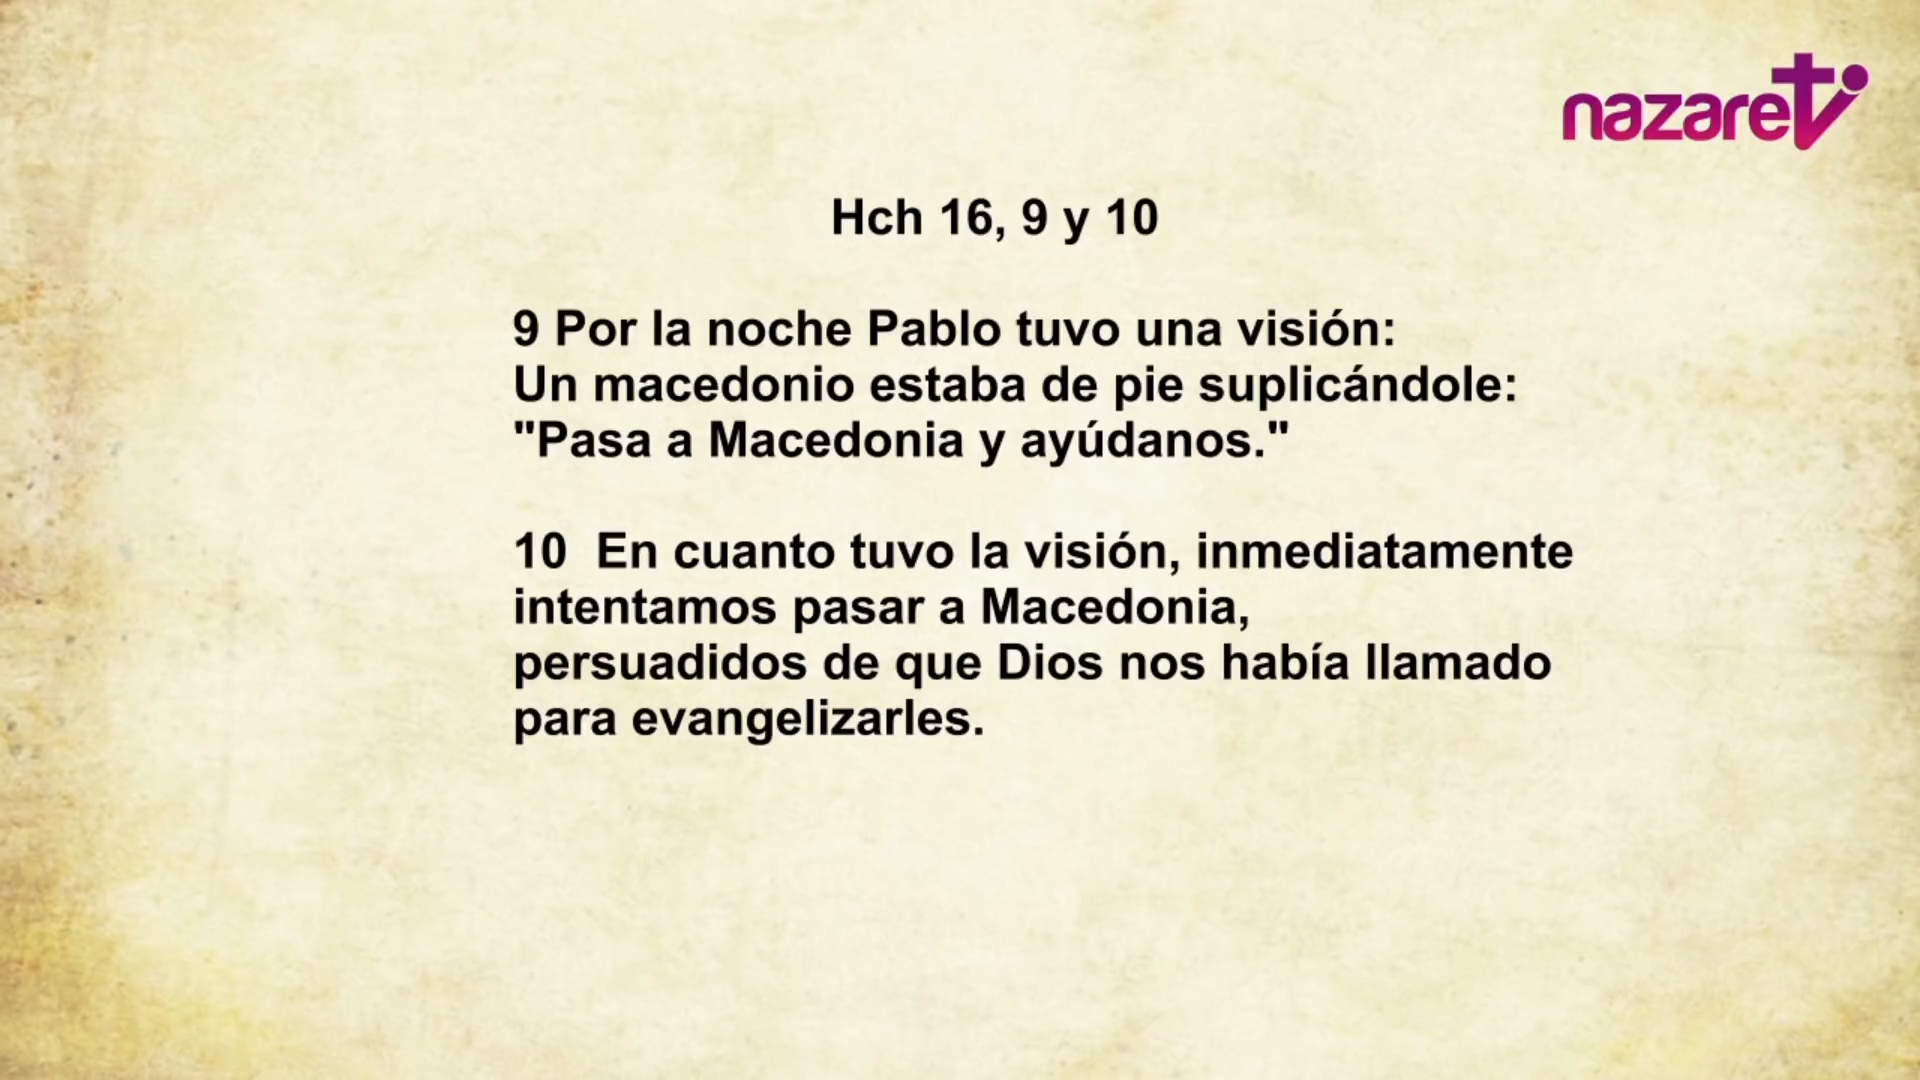 nazaretv
Hch 16, 9 y 10
9 Por la noche Pablo tuvo una visión:
Un macedonio estaba de pie suplicándole:
"Pasa a Macedonia y ayúdanos."
10  En cuanto tuvo la visión, inmediatamente
intentamos pasar a Macedonia,
persuadidos de que Dios nos había llamado
para evangelizarles.